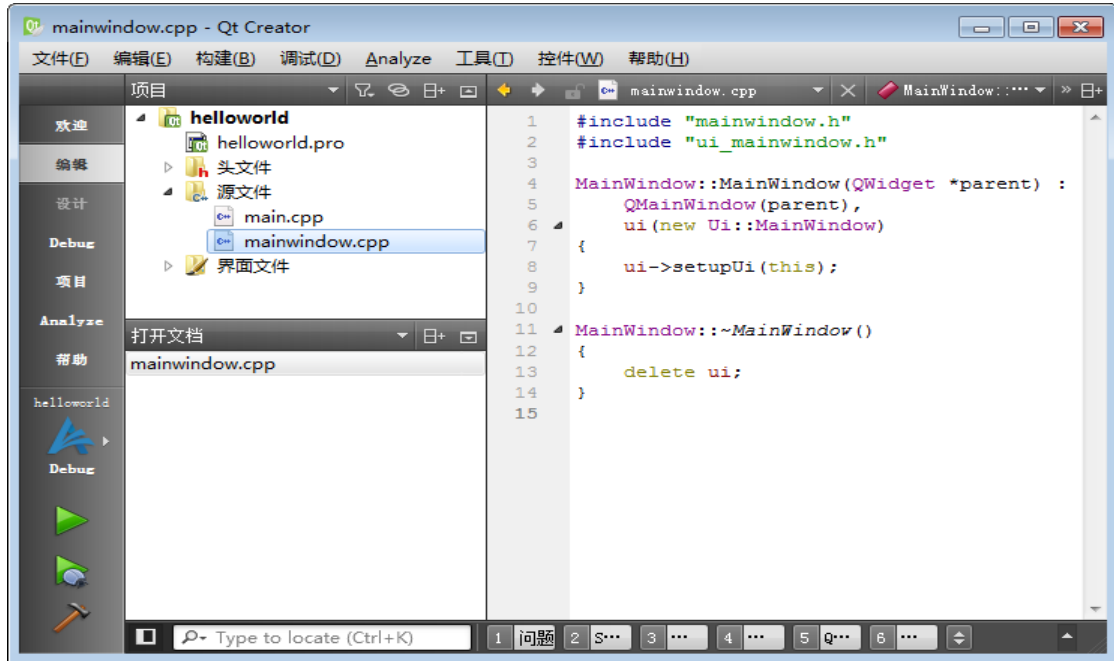 mainwindow.cpp - Qt Creator
文件(F) 编辑(E) 构建(B) 调试(D) Analyze 工具(T) 控件(W) 帮助(H)
项目
mainwindow.cpp
MainWindow::···
欢迎
编辑
设计
Debug
项目
Analyze
帮助
helloworld
Debug
helloworld
helloworld.pro
头文件
源文件
main.cpp
mainwindow.cpp
界面文件
打开文档
mainwindow.cpp
1 #include "mainwindow.h"
2 #include "ui_mainwindow.h"
3
4 MainWindow::MainWindow(QWidget *parent) :
5 QMainWindow(parent),
6 ui(new Ui::MainWindow)
7 {
8 ui->setupUi(this);
9 }
10
11 MainWindow::~MainWindow()
12 {
13 delete ui;
14 }
15
Type to locate (Ctrl+K)
1 问题 2 S··· 3 ··· 4 ··· 5 Q··· 6 ···